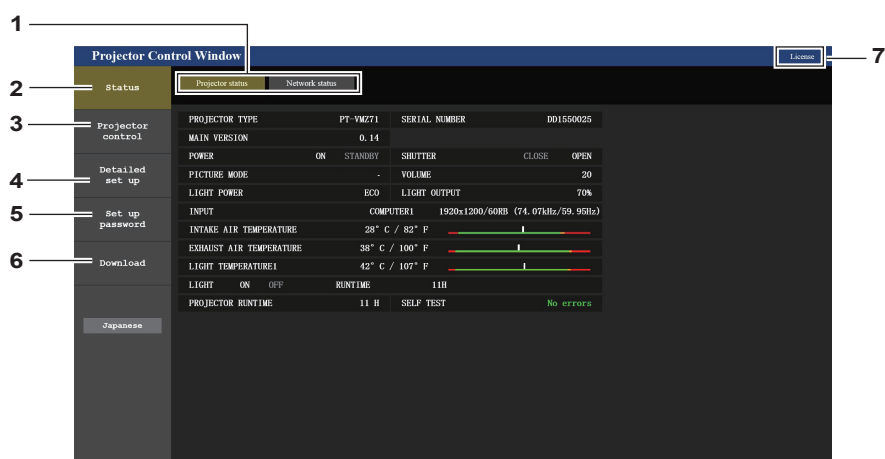 1
Projector Control Window
License
7
2
Status
Projector status Network status
3
Projector
control
4
Detailed
set up
5
Set up
password
6
Download
Japanese
PROJECTOR TYPE PT-VMZ71 SERIAL NUMBER DD1550025
MAIN VERSION 0.14
POWER ON STANDBY SHUTTER CLOSE OPEN
PICTURE MODE - VOLUME 20
LIGHT POWER ECO LIGHT OUTPUT 70%
INPUT COMPUTER1 1920x1200/60RB (74.07kHz/59.95Hz)
INTAKE AIR TEMPERATURE 28° C / 82° F
EXHAUST AIR TEMPERATURE 38° C / 100° F
LIGHT TEMPERATURE1 42° C / 107° F
LIGHT ON OFF RUNTIME 11H
PROJECTOR RUNTIME 11 H SELF TEST No errors